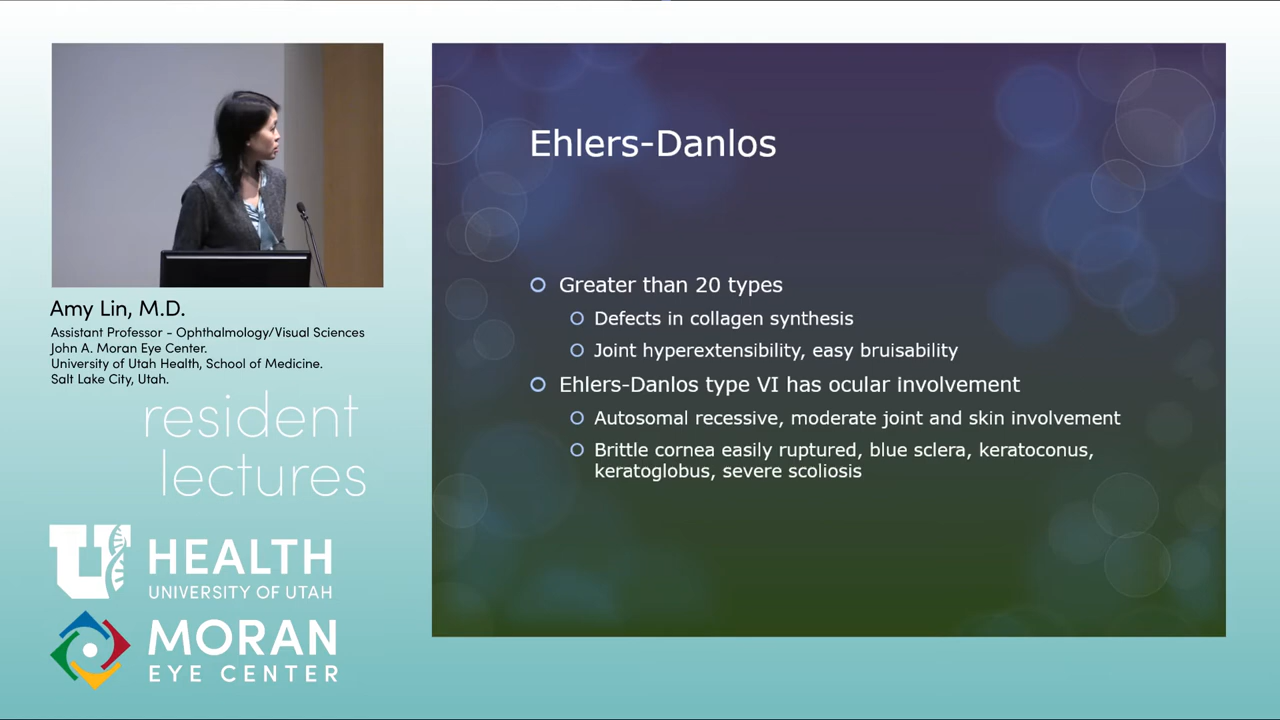 Amy Lin, M.D.
Assistant Professor - Ophthalmology/Visual Sciences
John A. Moran Eye Center.
University of Utah Health, School of Medicine.
Salt Lake City, Utah.
resident
lectures
U HEALTH
UNIVERSITY OF UTAH
MORAN
EYE CENTER
Ehlers-Danlos
Greater than 20 types
Defects in collagen synthesis
Joint hyperextensibility, easy bruisability
Ehlers-Danlos type VI has ocular involvement
Autosomal recessive, moderate joint and skin involvement
Brittle cornea easily ruptured, blue sclera, keratoconus,
keratoglobus, severe scoliosis